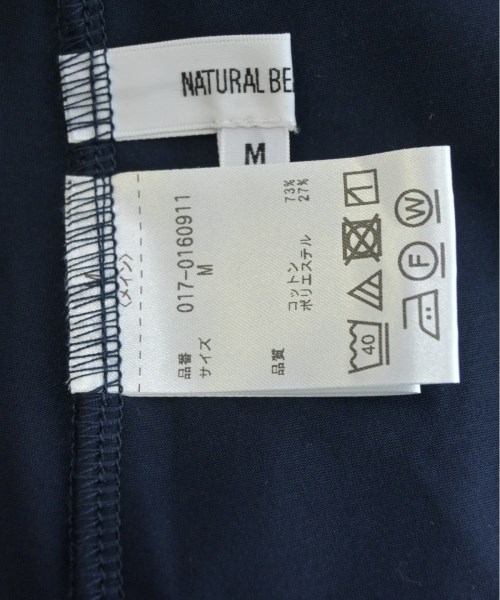 NATURAL BE
M
〈メイン〉
品番 017-0160911
サイズ M
品質 コットン 73%
ポリエステル 27%
40
F
W